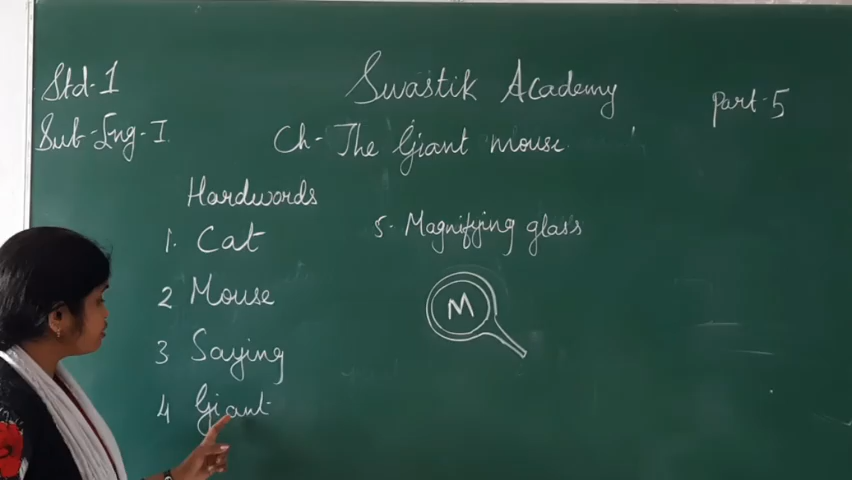 Swastik Academy
Std-1
Part-5
Sub-Eng-I
Ch- The Giant mouse
Hardwords
1. Cat
2 Mouse
3 Saying
4 Giant
5. Magnifying glass
M